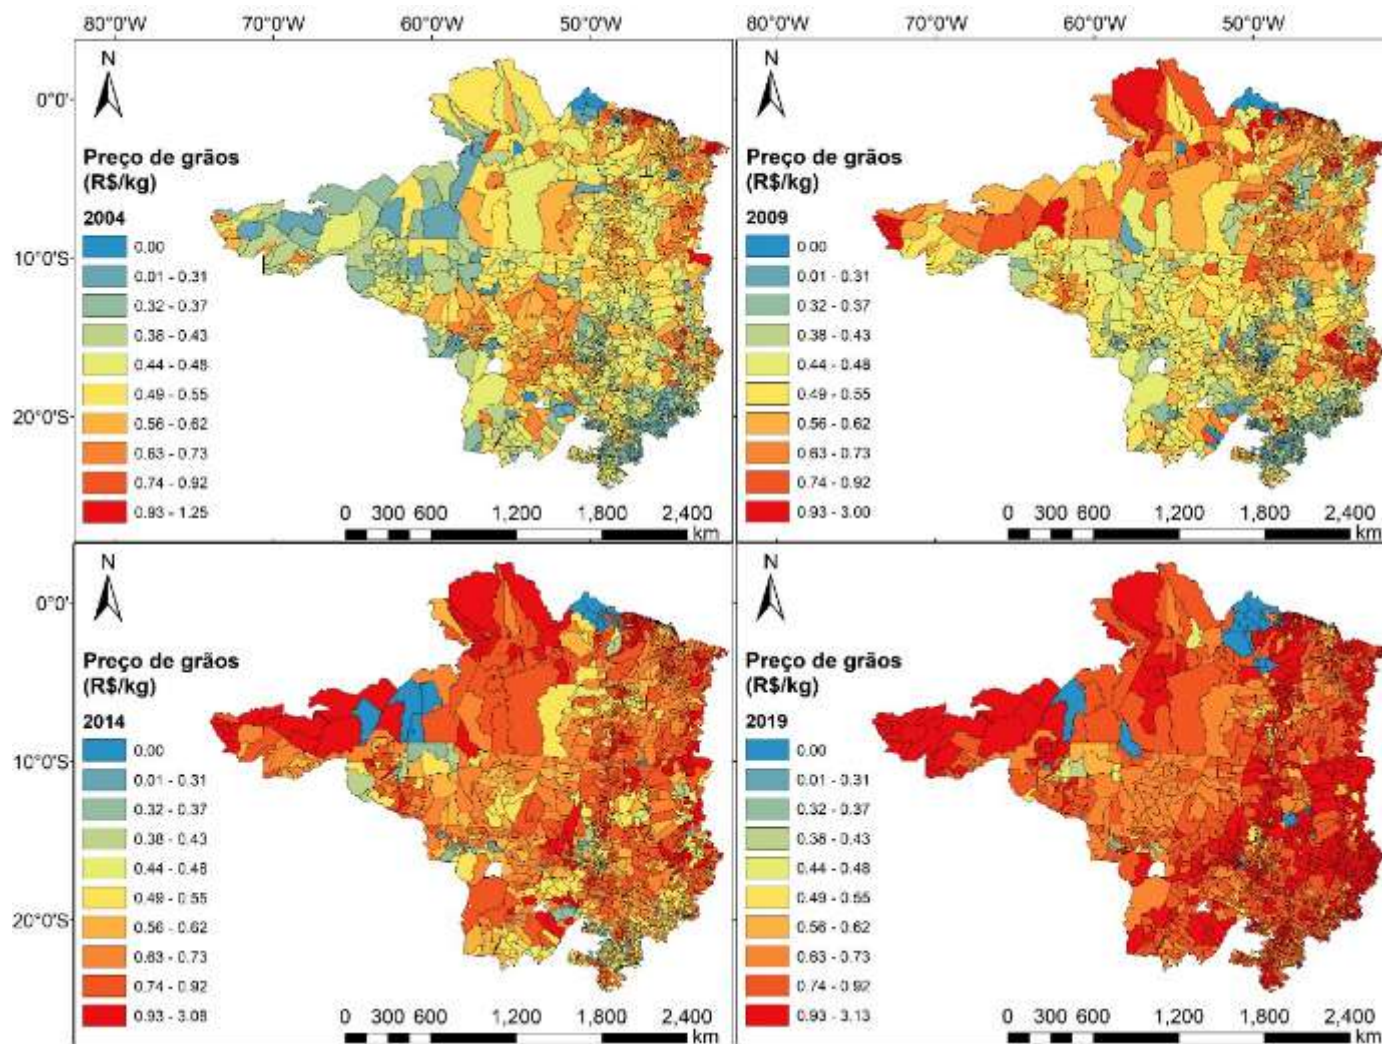 80°0'W 70°0'W 60°0'W 50°0'W
80°0'W 70°0'W 60°0'W 50°0'W
N
0°0'
10°0'S
20°0'S
Preço de grãos
(R$/kg)
2004
0.00
0.01 - 0.31
0.32 - 0.37
0.38 - 0.43
0.44 - 0.48
0.49 - 0.55
0.56 - 0.62
0.63 - 0.73
0.74 - 0.92
0.93 - 1.25
0 300 600 1,200 1,800 2,400
km
N
Preço de grãos
(R$/kg)
2009
0.00
0.01 - 0.31
0.32 - 0.37
0.38 - 0.43
0.44 - 0.48
0.49 - 0.55
0.56 - 0.62
0.63 - 0.73
0.74 - 0.92
0.93 - 3.00
0 300 600 1,200 1,800 2,400
km
N
0°0'
10°0'S
20°0'S
Preço de grãos
(R$/kg)
2014
0.00
0.01 - 0.31
0.32 - 0.37
0.38 - 0.43
0.44 - 0.48
0.49 - 0.55
0.56 - 0.62
0.63 - 0.73
0.74 - 0.92
0.93 - 3.08
0 300 600 1,200 1,800 2,400
km
N
Preço de grãos
(R$/kg)
2019
0.00
0.01 - 0.31
0.32 - 0.37
0.38 - 0.43
0.44 - 0.48
0.49 - 0.55
0.56 - 0.62
0.63 - 0.73
0.74 - 0.92
0.93 - 3.13
0 300 600 1,200 1,800 2,400
km